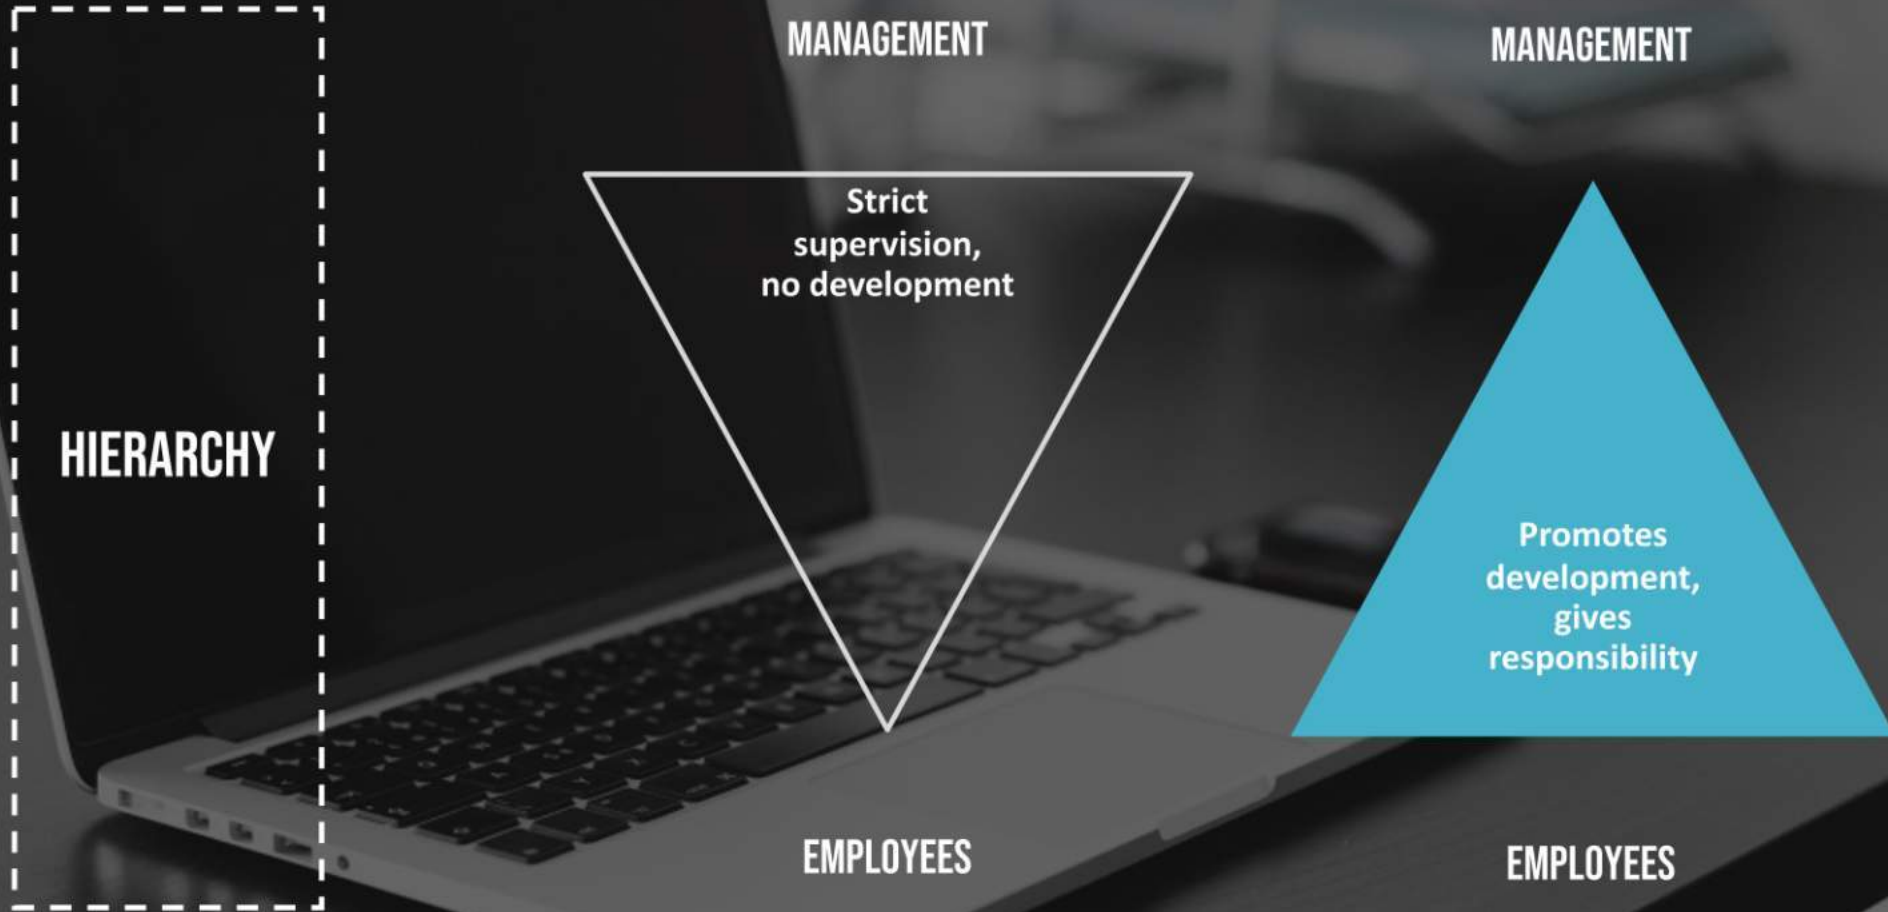 HIERARCHY
MANAGEMENT
Strict
supervision,
no development
EMPLOYEES
MANAGEMENT
Promotes
development,
gives
responsibility
EMPLOYEES